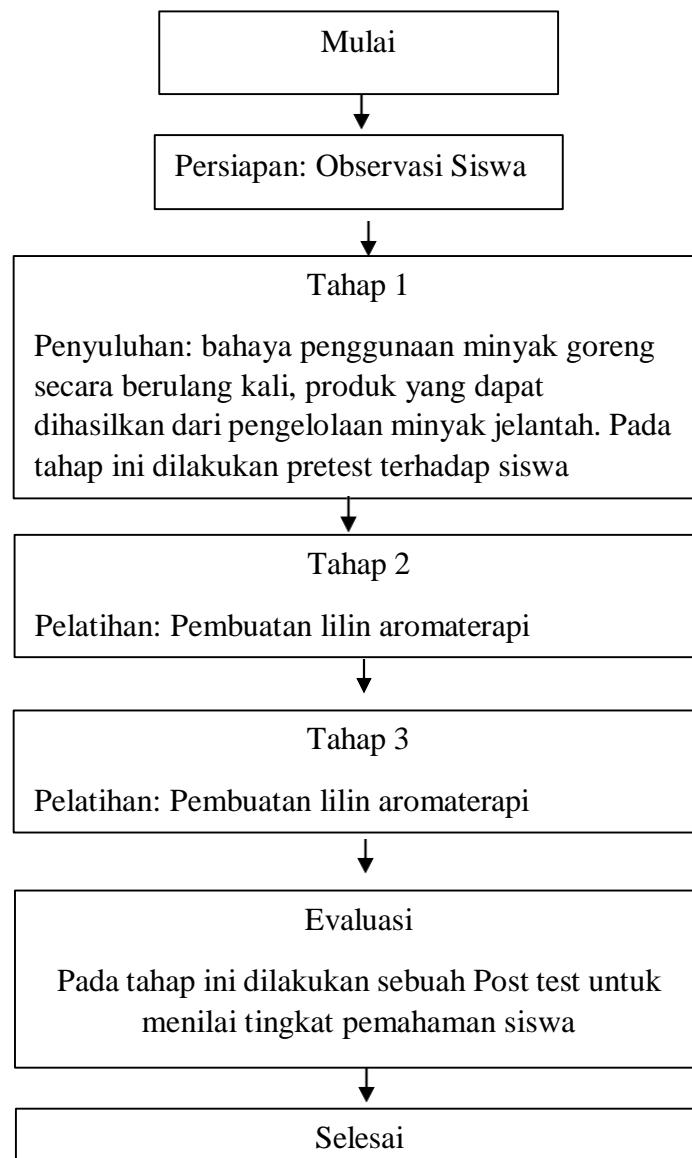 Mulai
Persiapan: Observasi Siswa
Tahap 1
Penyuluhan: bahaya penggunaan minyak goreng
secara berulang kali, produk yang dapat
dihasilkan dari pengelolaan minyak jelantah. Pada
tahap ini dilakukan pretest terhadap siswa
Tahap 2
Pelatihan: Pembuatan lilin aromaterapi
Tahap 3
Pelatihan: Pembuatan lilin aromaterapi
Evaluasi
Pada tahap ini dilakukan sebuah Post test untuk
menilai tingkat pemahaman siswa
Selesai